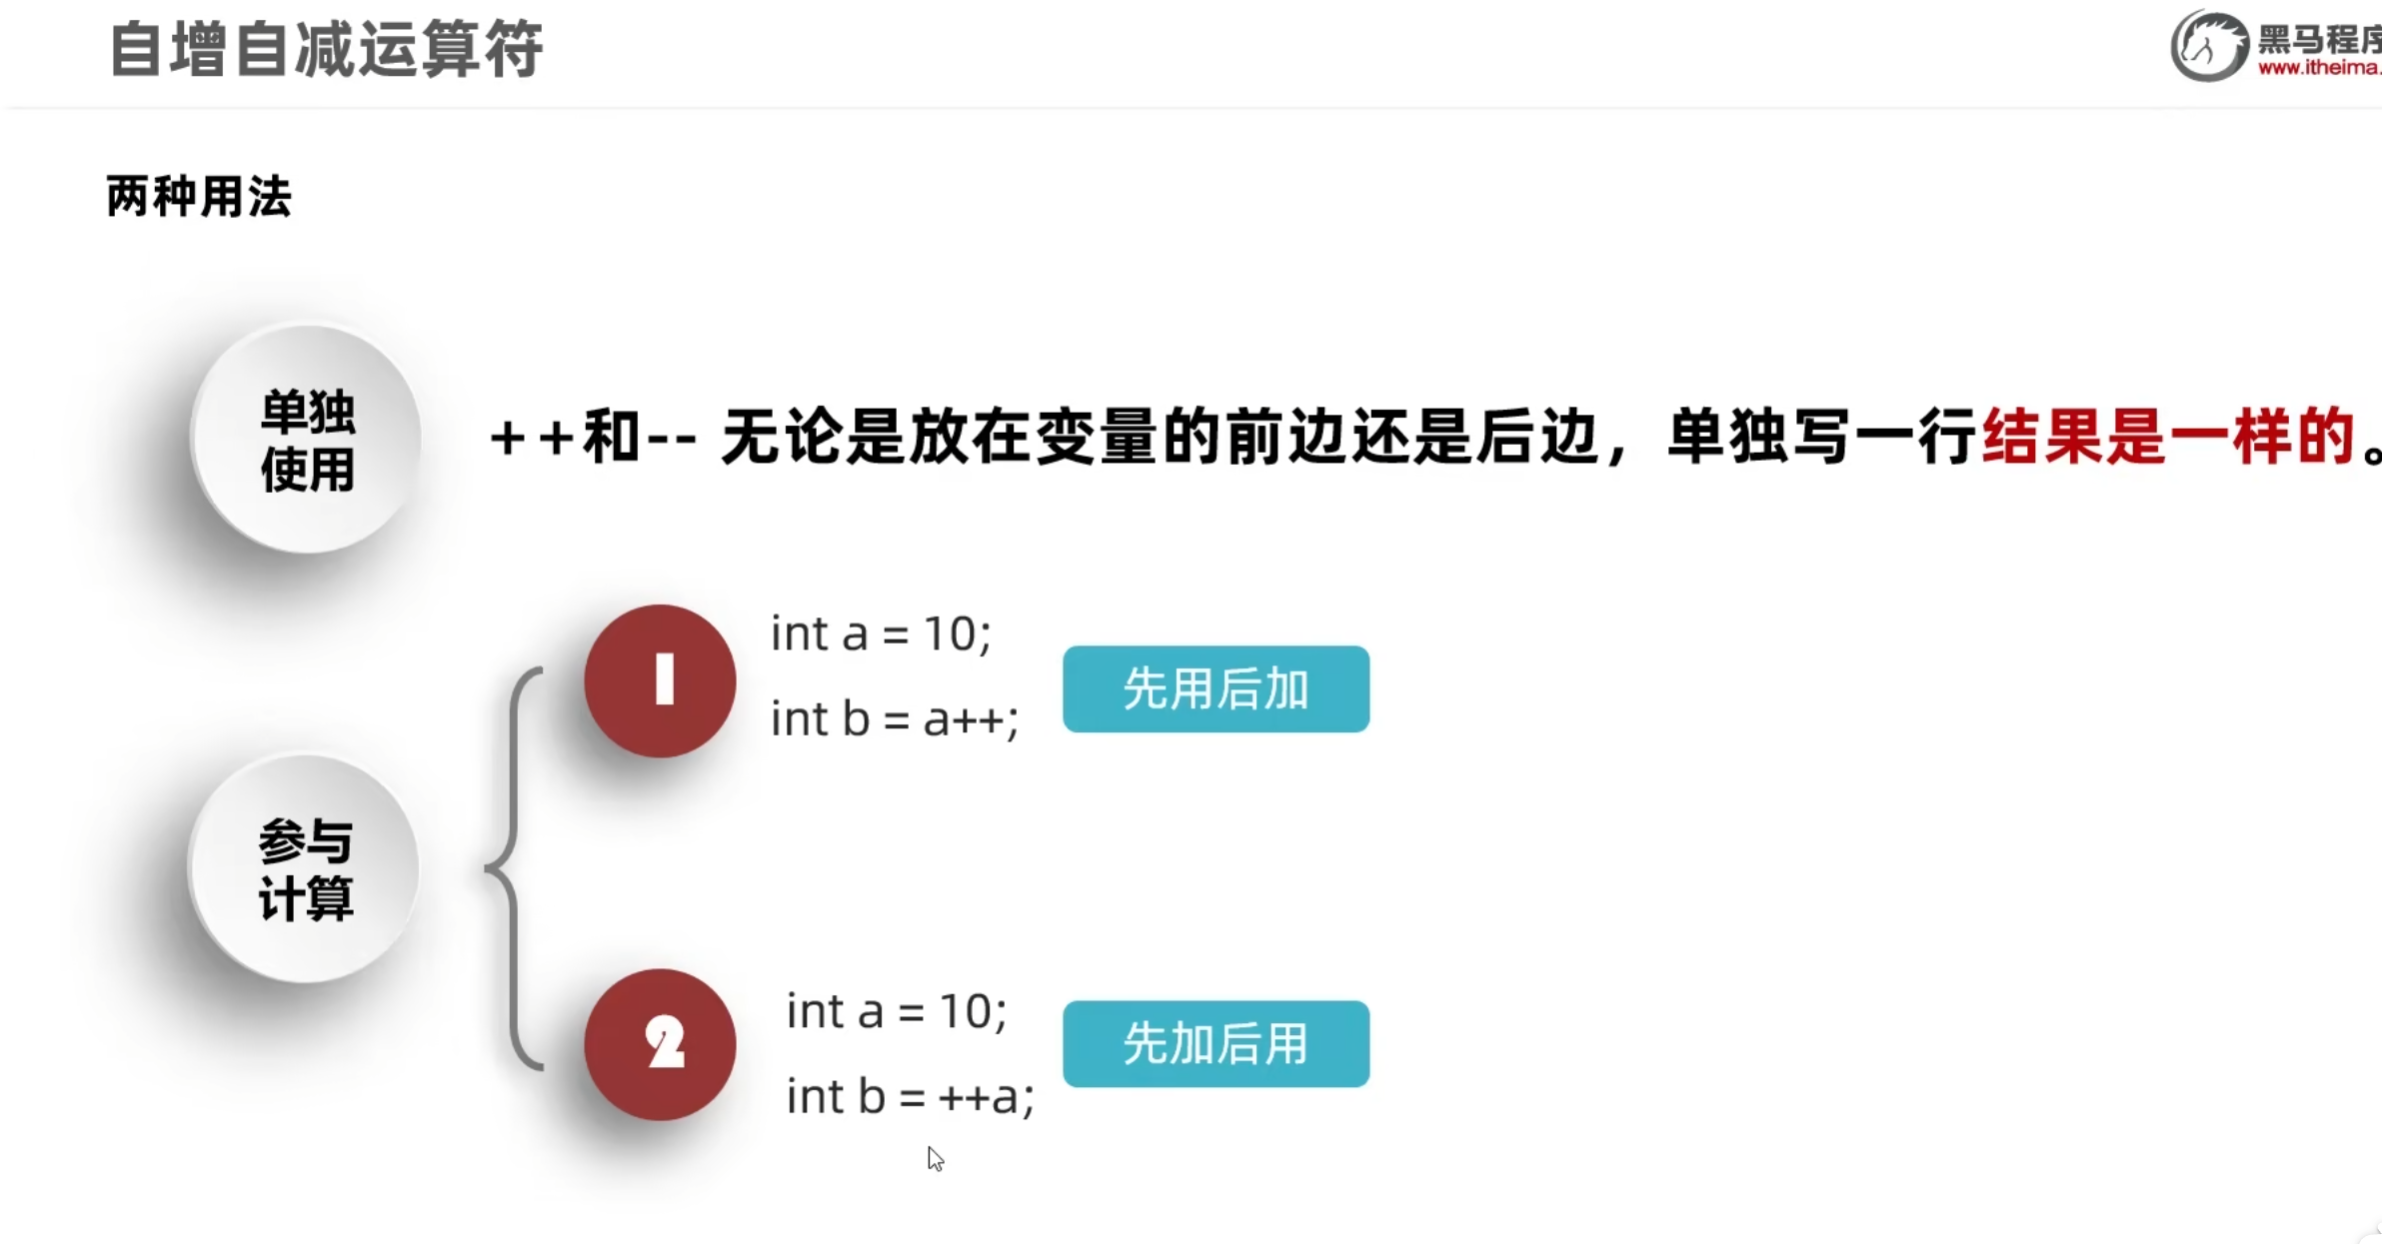 自增自减运算符
黑马程序
www.itheima.
两种用法
单独
使用
++和-- 无论是放在变量的前边还是后边，单独写一行结果是一样的。
参与
计算
1
int a = 10;
int b = a++;
先用后加
2
int a = 10;
int b = ++a;
先加后用